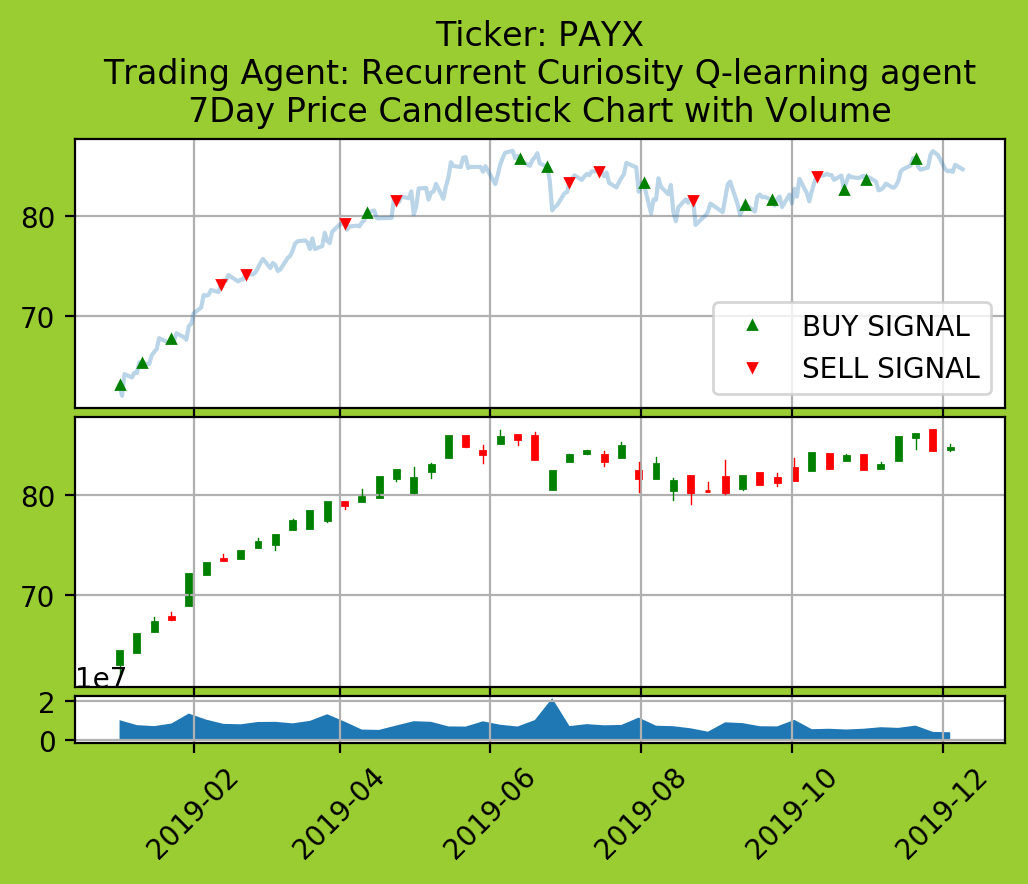 Ticker: PAYX
Trading Agent: Recurrent Curiosity Q-learning agent
7Day Price Candlestick Chart with Volume
80
70
BUY SIGNAL
SELL SIGNAL
80
70
1e7
2
0
2019-02
2019-04
2019-06
2019-08
2019-10
2019-12